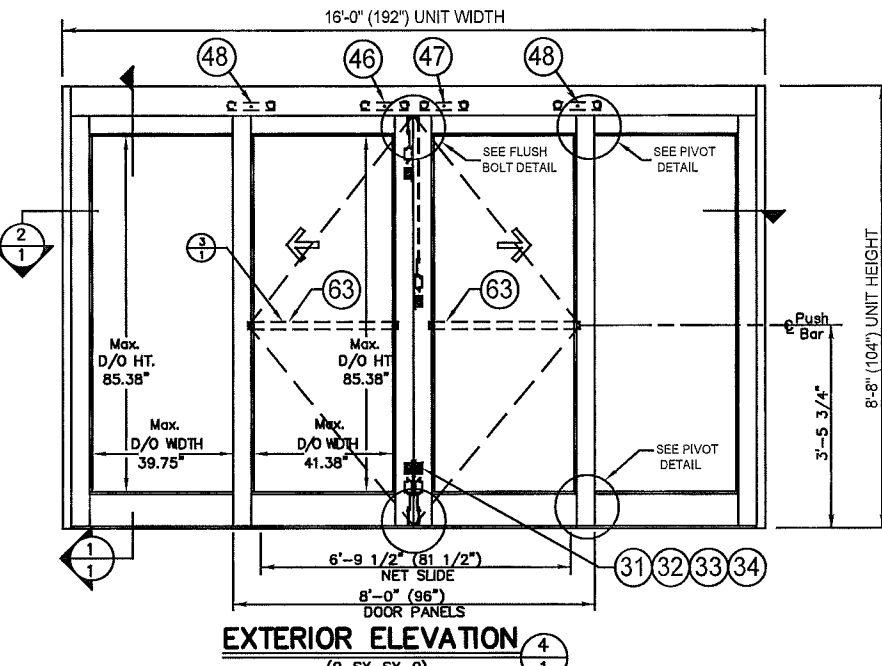 16'-0" (192") UNIT WIDTH
48
46
47
48
SEE FLUSH
BOLT DETAIL
SEE PIVOT
DETAIL
2
1
3
1
63
63
℄ Push
Bar
8'-8" (104") UNIT HEIGHT
3'-5 3/4"
Max.
D/O HT.
85.38"
Max.
D/O HT.
85.38"
Max.
D/O WIDTH
39.75"
Max.
D/O WIDTH
41.38"
SEE PIVOT
DETAIL
1
1
6'-9 1/2" (81 1/2")
NET SLIDE
31 32 33 34
8'-0" (96")
DOOR PANELS
EXTERIOR ELEVATION
4
1